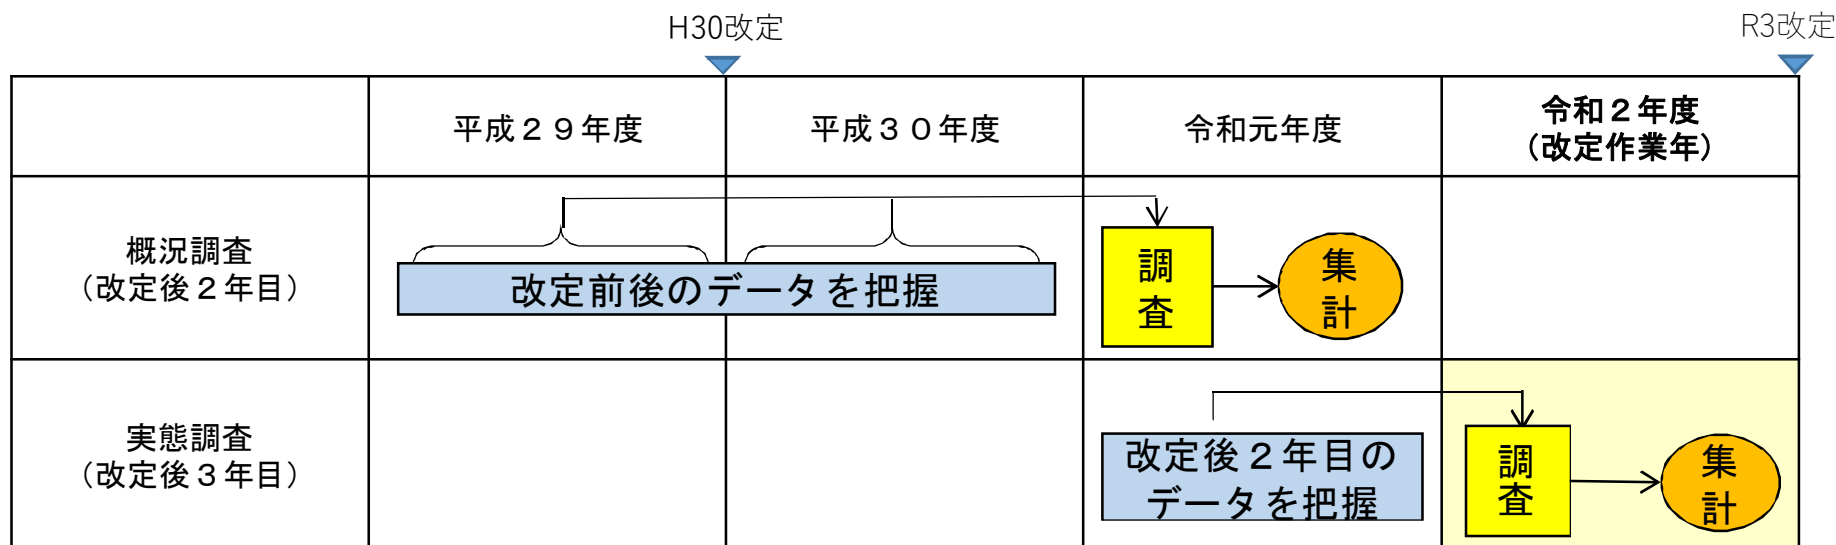 H30改定
R3改定
平成２９年度
平成３０年度
令和元年度
令和２年度
（改定作業年）
概況調査
（改定後２年目）
改定前後のデータを把握
調
査
集
計
実態調査
（改定後３年目）
改定後２年目の
データを把握
調
査
集
計